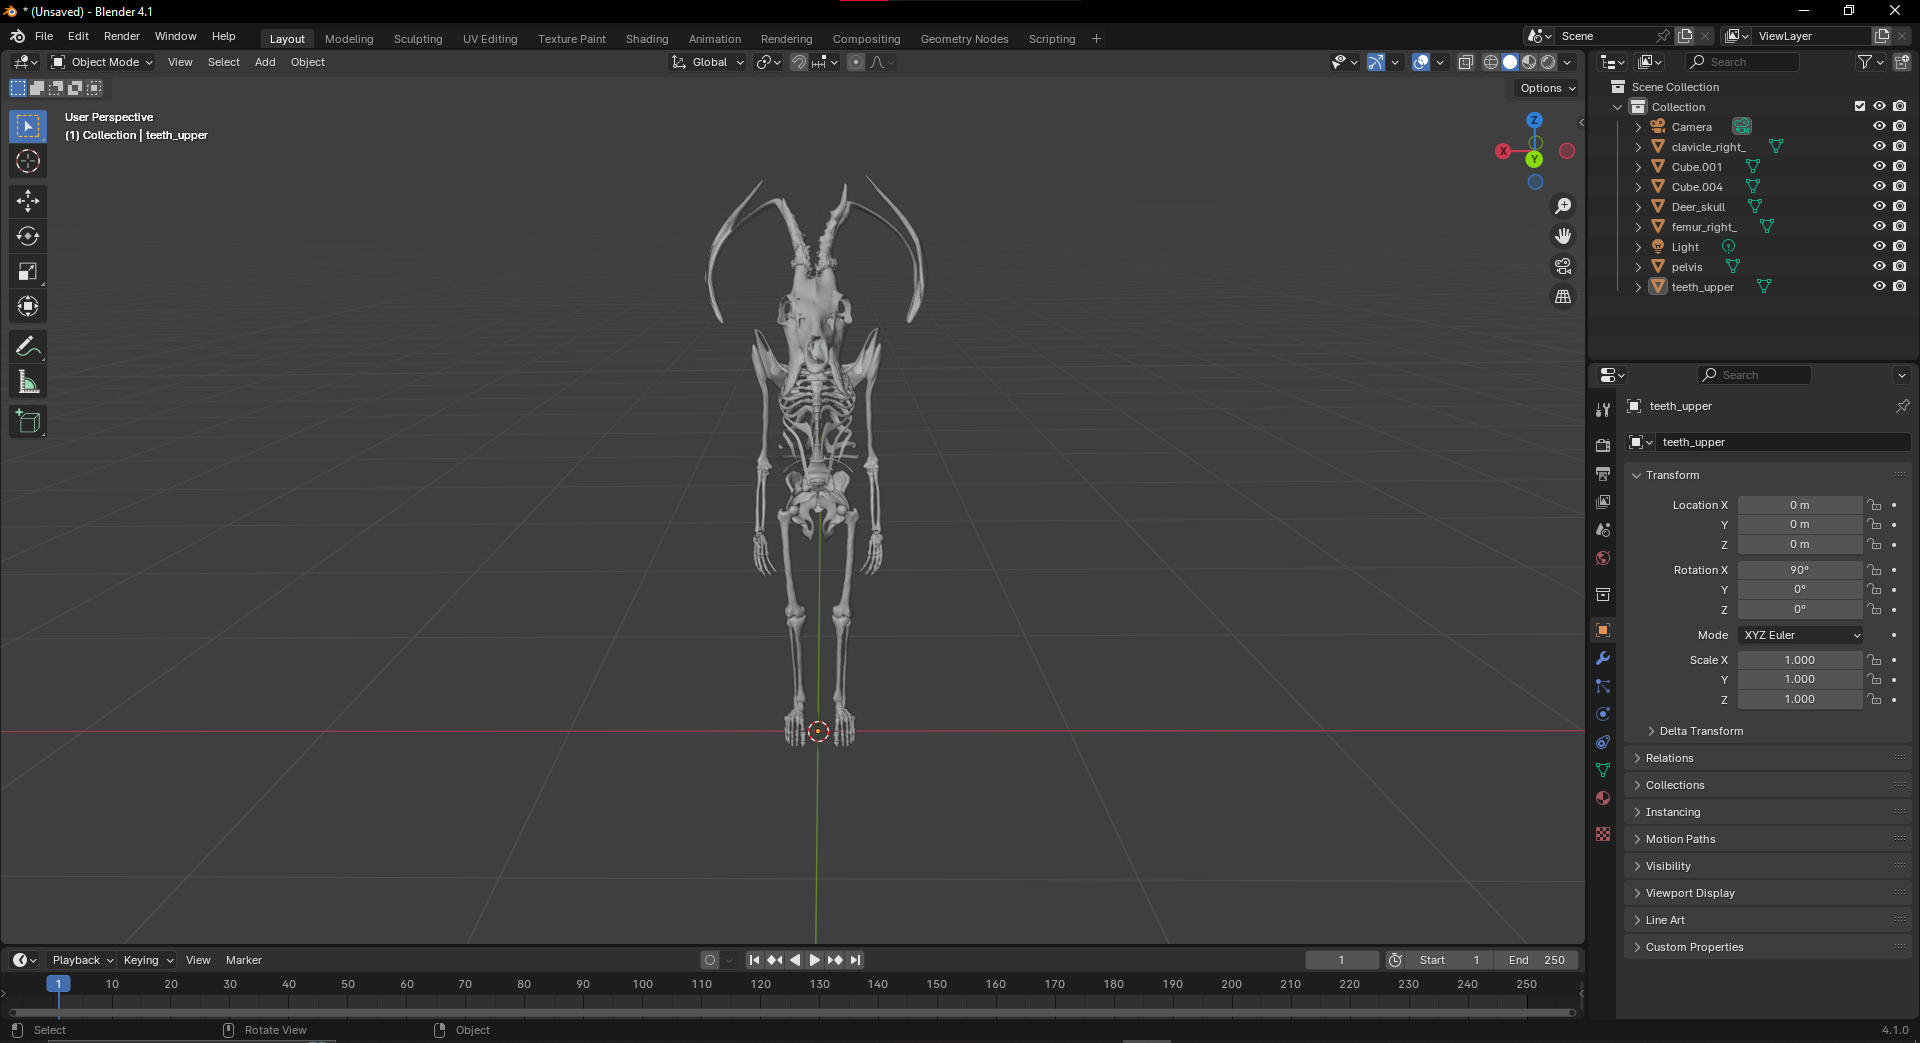 * (Unsaved) - Blender 4.1
File Edit Render Window Help
Layout Modeling Sculpting UV Editing Texture Paint Shading Animation Rendering Compositing Geometry Nodes Scripting +
Scene
ViewLayer
Object Mode View Select Add Object
Global
Search
Options
User Perspective
(1) Collection | teeth_upper
Z
X
Y
Scene Collection
Collection
Camera
clavicle_right_
Cube.001
Cube.004
Deer_skull
femur_right_
Light
pelvis
teeth_upper
Search
teeth_upper
teeth_upper
Transform
Location X 0 m
Y 0 m
Z 0 m
Rotation X 90°
Y 0°
Z 0°
Mode XYZ Euler
Scale X 1.000
Y 1.000
Z 1.000
Delta Transform
Relations
Collections
Instancing
Motion Paths
Visibility
Viewport Display
Line Art
Custom Properties
Playback Keying View Marker
1 Start 1 End 250
1 10 20 30 40 50 60 70 80 90 100 110 120 130 140 150 160 170 180 190 200 210 220 230 240 250
Select Rotate View Object
4.1.0